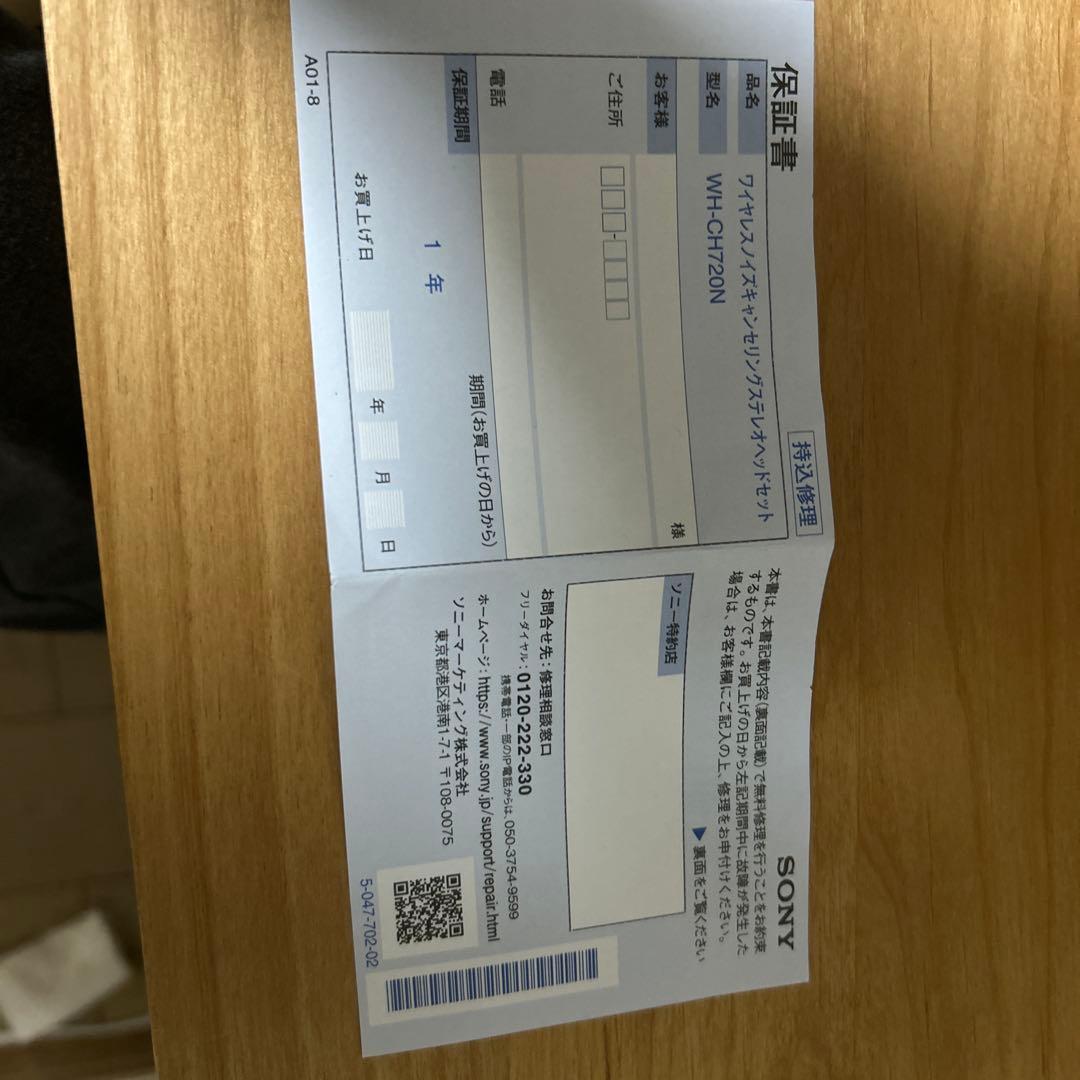 保証書
持込修理
品名 ワイヤレスノイズキャンセリングステレオヘッドセット
型名 WH-CH720N
お客様 様
ご住所
電話
保証期間 期間(お買上げの日から)
1 年
お買上げ日 年 月 日
A01-8
SONY
本書は、本書記載内容(裏面記載)で無料修理を行うことをお約束
するものです。お買上げの日から左記期間中に故障が発生した
場合は、お客様欄にご記入の上、修理をお申付けください。
▶裏面をご覧ください
ソニー特約店
お問合せ先:修理相談窓口
フリーダイヤル:0120-222-330
携帯電話・一部のIP電話からは、050-3754-9599
ホームページ:https://www.sony.jp/support/repair.html
ソニーマーケティング株式会社
東京都港区港南1-7-1 〒108-0075
5-047-702-02